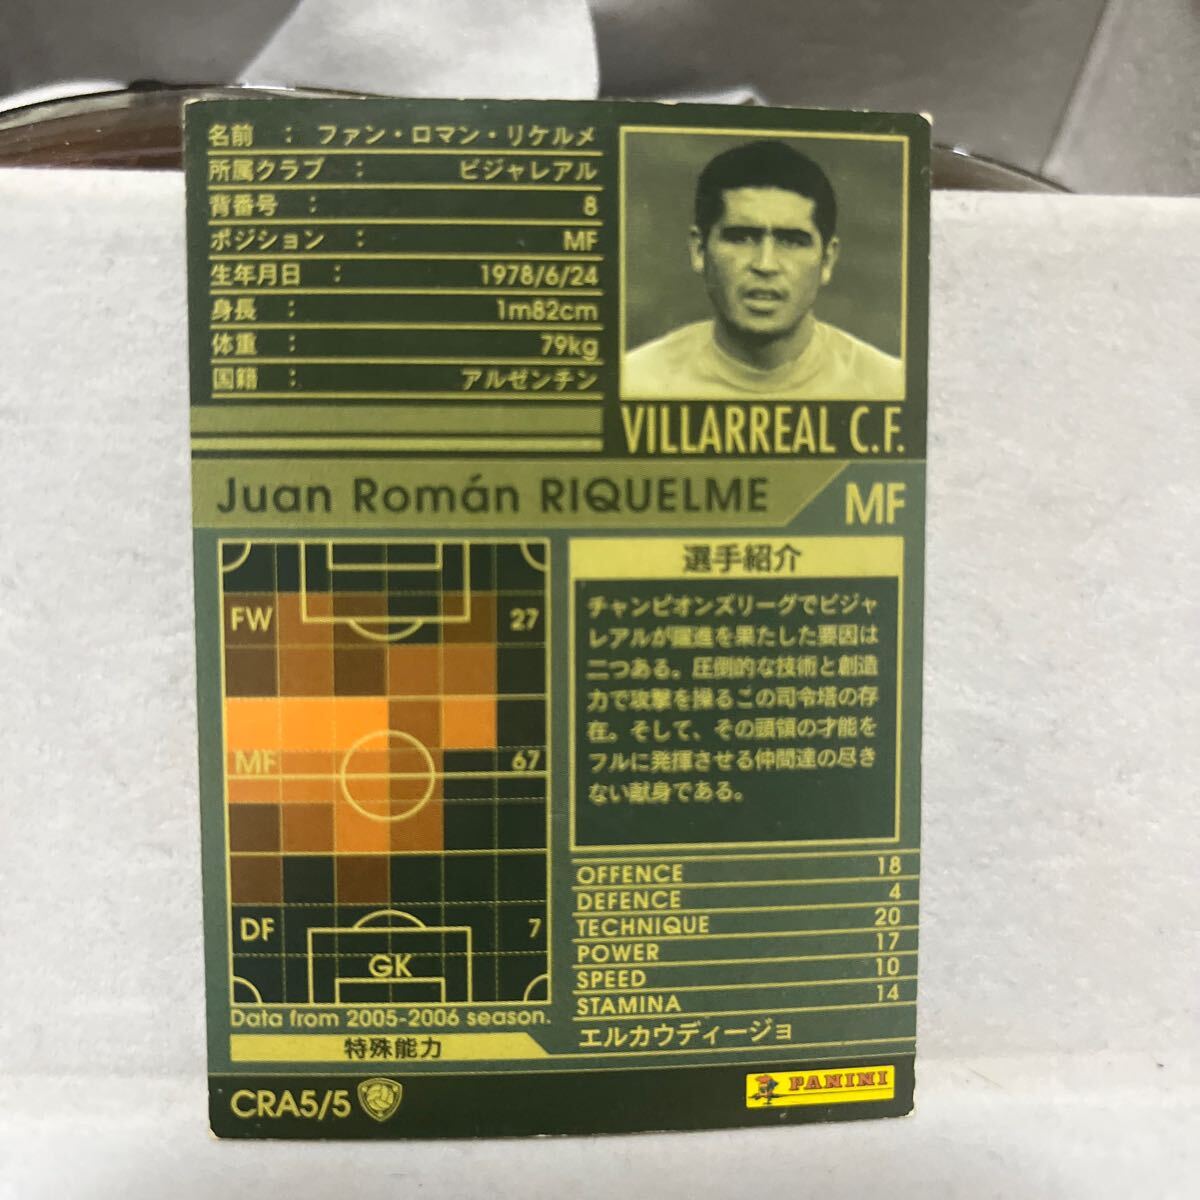 名前 : ファン・ロマン・リケルメ
所属クラブ : ビジャレアル
背番号 : 8
ポジション : MF
生年月日 : 1978/6/24
身長 : 1m82cm
体重 : 79kg
国籍 : アルゼンチン
VILLARREAL C.F.
Juan Román RIQUELME
MF
FW 27
MF 67
DF 7
GK
Data from 2005-2006 season.
選手紹介
チャンピオンズリーグでビジャ
レアルが躍進を果たした要因は
二つある。圧倒的な技術と創造
力で攻撃を操るこの司令塔の存
在。そして、その頭領の才能を
フルに発揮させる仲間達の尽き
ない献身である。
OFFENCE 18
DEFENCE 4
TECHNIQUE 20
POWER 17
SPEED 10
STAMINA 14
特殊能力
エルカウディージョ
CRA5/5
PANINI